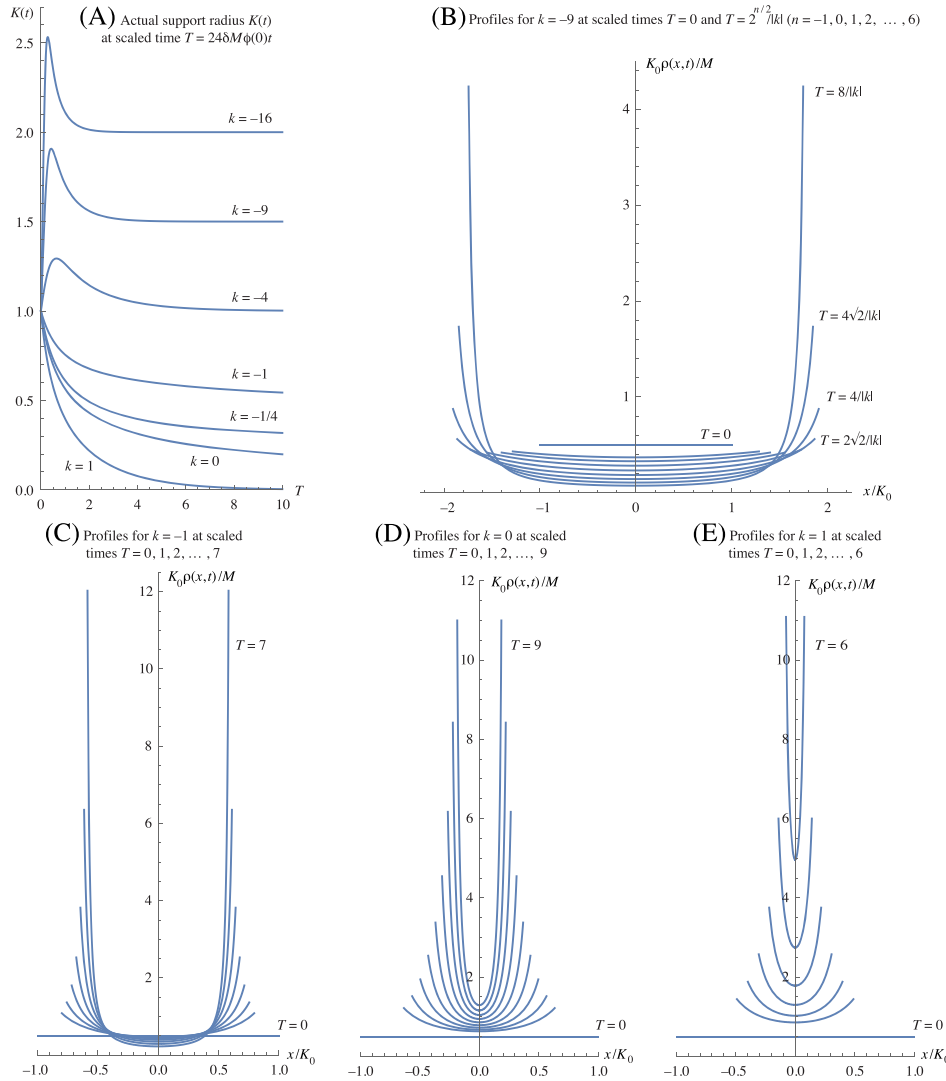 (A) Actual support radius K(t)
at scaled time T = 24δMϕ(0)t
K(t)
2.5
2.0
1.5
1.0
0.5
0.0
k = –16
k = –9
k = –4
k = –1
k = –1/4
k = 0
k = 1
0 2 4 6 8 10 T
(B) Profiles for k = –9 at scaled times T = 0 and T = 2^{n/2}/|k| (n = –1, 0, 1, 2, … , 6)
K₀ρ(x,t)/M
4
3
2
1
T = 8/|k|
T = 4√2/|k|
T = 4/|k|
T = 2√2/|k|
T = 0
–2 –1 0 1 2 x/K₀
(C) Profiles for k = –1 at scaled
times T = 0, 1, 2, … , 7
K₀ρ(x,t)/M
12
10
8
6
4
2
T = 7
T = 0
x/K₀
–1.0 –0.5 0.0 0.5 1.0
(D) Profiles for k = 0 at scaled
times T = 0, 1, 2, …, 9
K₀ρ(x,t)/M
12
10
8
6
4
2
T = 9
T = 0
x/K₀
–1.0 –0.5 0.0 0.5 1.0
(E) Profiles for k = 1 at scaled
times T = 0, 1, 2, … , 6
K₀ρ(x,t)/M
12
10
8
6
4
2
T = 6
T = 0
x/K₀
–1.0 –0.5 0.0 0.5 1.0